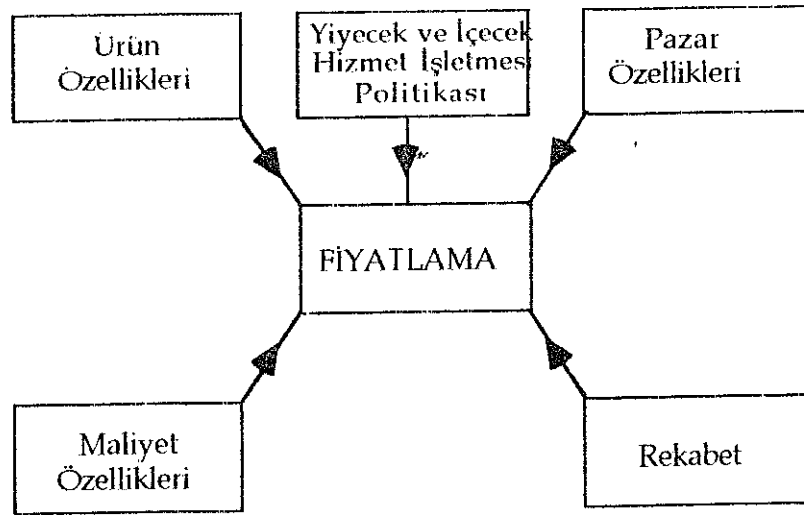 Ürün
Özellikleri
Yiyecek ve İçecek
Hizmet İşletmesi
Politikası
Pazar
Özellikleri
FİYATLAMA
Maliyet
Özellikleri
Rekabet